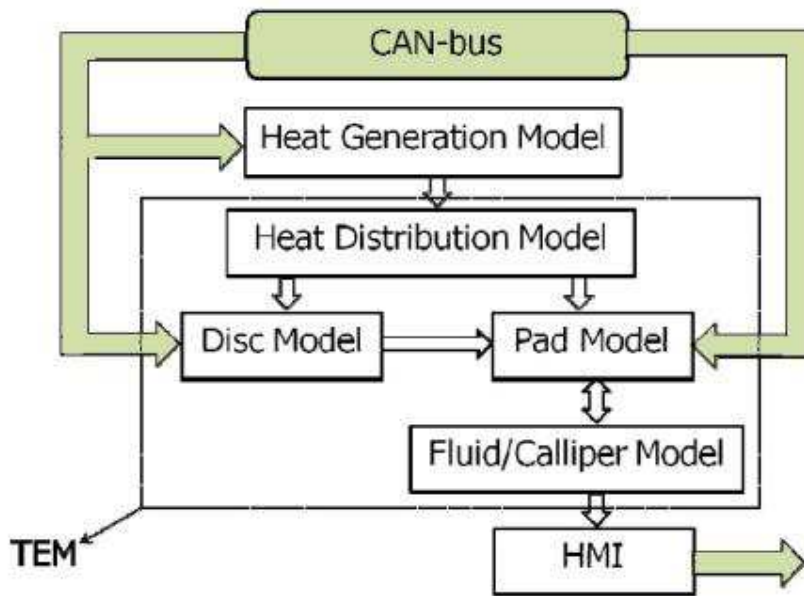 CAN-bus
Heat Generation Model
Heat Distribution Model
Disc Model
Pad Model
Fluid/Calliper Model
TEM
HMI